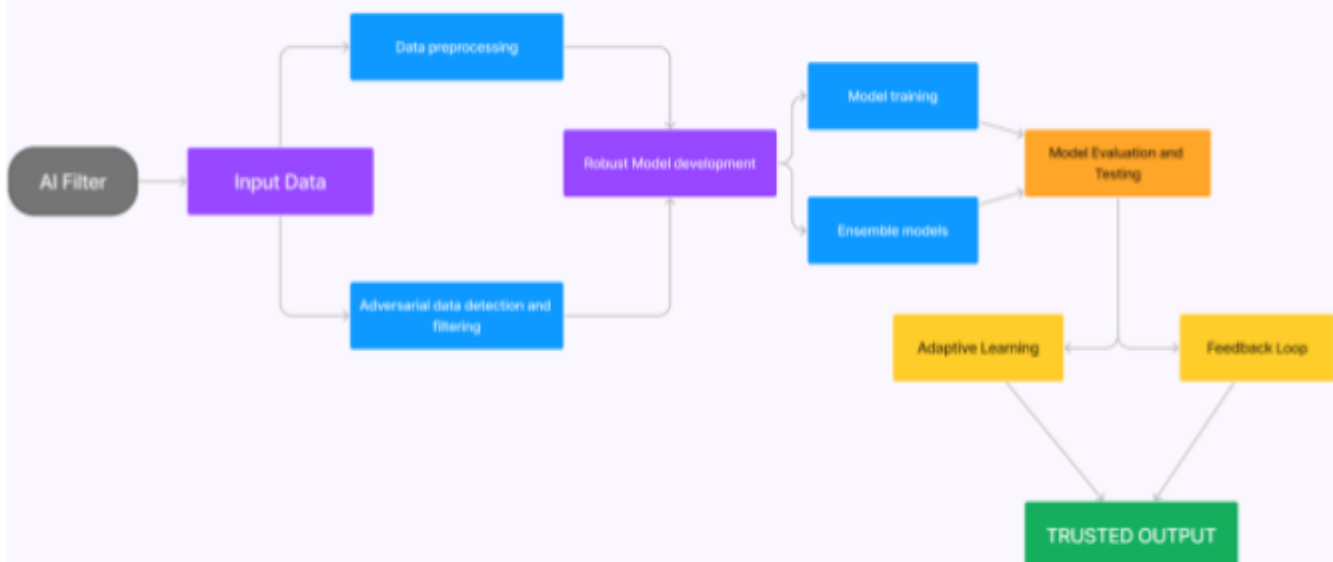 AI Filter
Input Data
Data preprocessing
Adversarial data detection and
filtering
Robust Model development
Model training
Ensemble models
Model Evaluation and
Testing
Adaptive Learning
Feedback Loop
TRUSTED OUTPUT